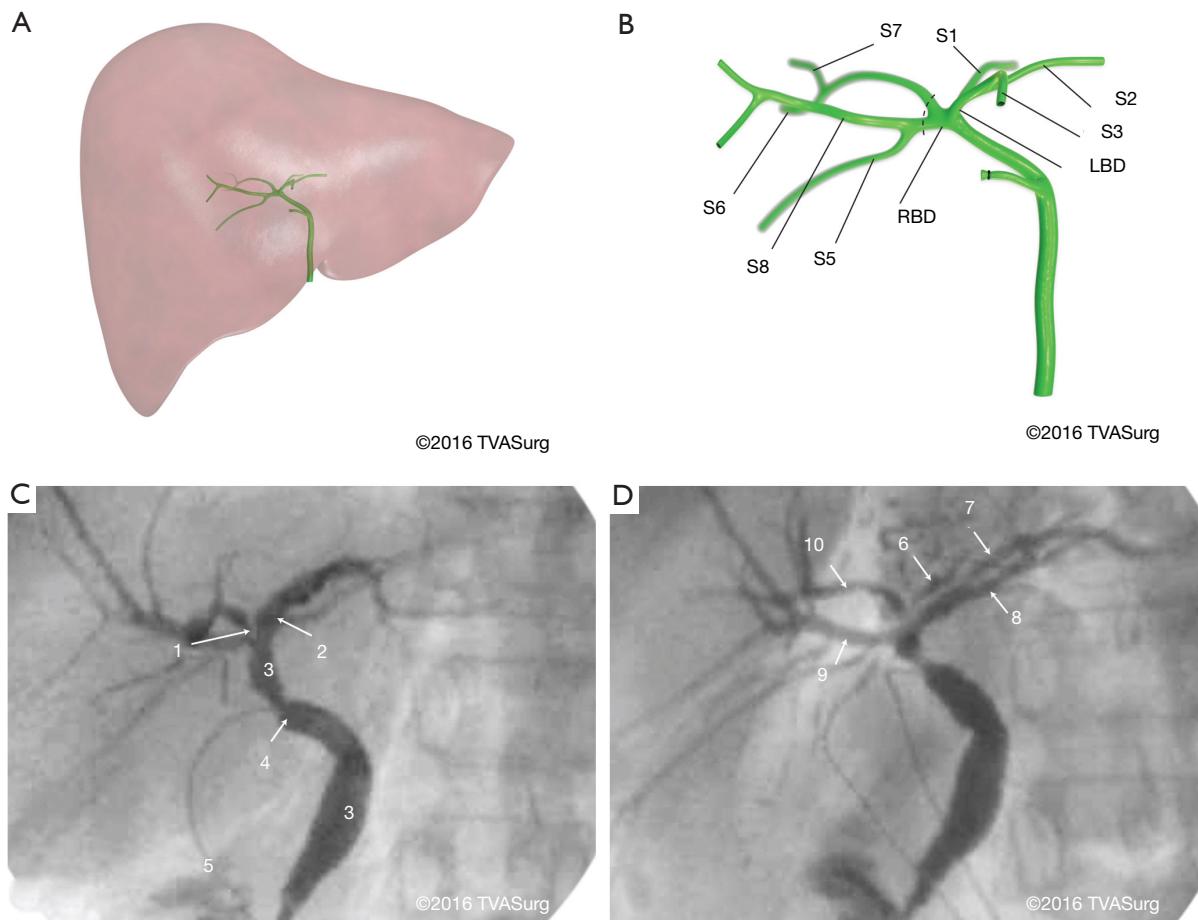 A
©2016 TVASurg
B
S7
S1
S2
S3
LBD
S6
RBD
S8
S5
©2016 TVASurg
C
1
2
3
4
3
5
©2016 TVASurg
D
7
10
6
8
9
©2016 TVASurg